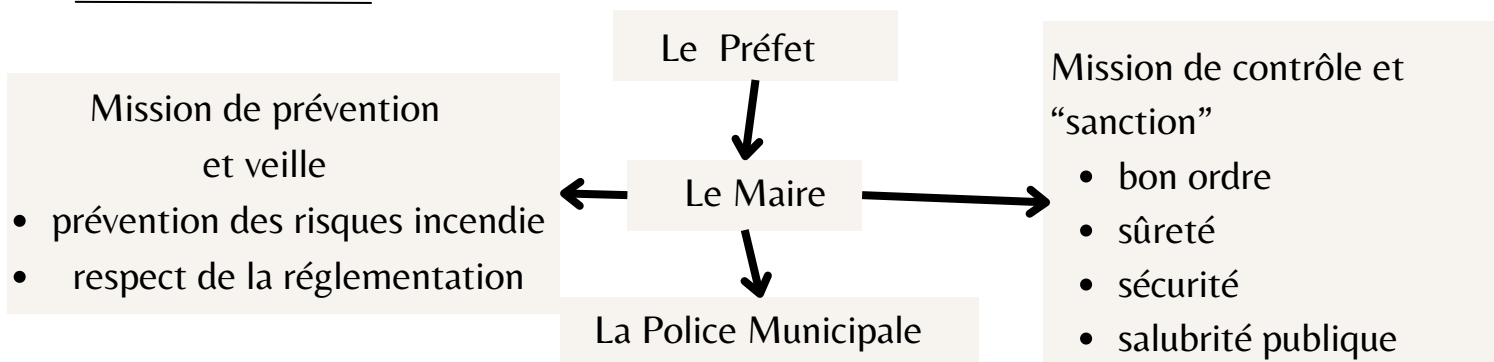 Le Préfet
Mission de prévention
et veille
• prévention des risques incendie
• respect de la réglementation
Le Maire
La Police Municipale
Mission de contrôle et
“sanction”
• bon ordre
• sûreté
• sécurité
• salubrité publique